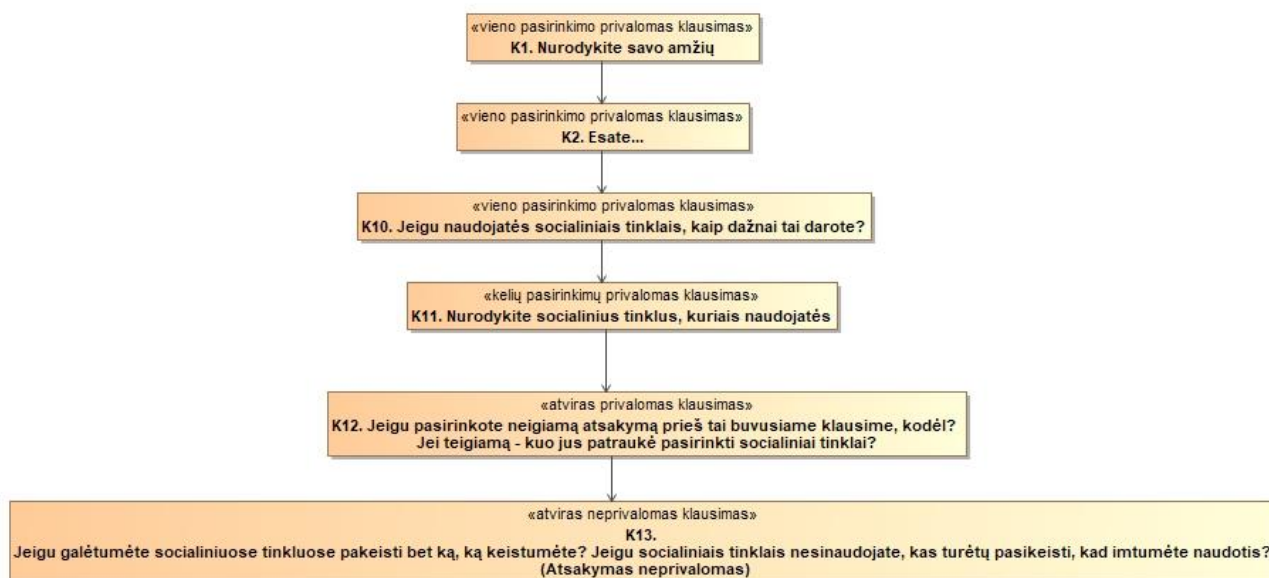 «vieno pasirinkimo privalomas klausimas»
K1. Nurodykite savo amžių
«vieno pasirinkimo privalomas klausimas»
K2. Esate...
«vieno pasirinkimo privalomas klausimas»
K10. Jeigu naudojatės socialiniais tinklais, kaip dažnai tai darote?
«kelių pasirinkimų privalomas klausimas»
K11. Nurodykite socialinius tinklus, kuriais naudojatės
«atviras privalomas klausimas»
K12. Jeigu pasirinkote neigiamą atsakymą prieš tai buvusiame klausime, kodėl?
Jei teigiamą - kuo jus patraukė pasirinkti socialiniai tinklai?
«atviras neprivalomas klausimas»
K13.
Jeigu galėtumėte socialiniuose tinkluose pakeisti bet ką, ką keistumėte? Jeigu socialiniais tinklais nesinaudojate, kas turėtų pasikeisti, kad imtumėte naudotis?
(Atsakymas neprivalomas)